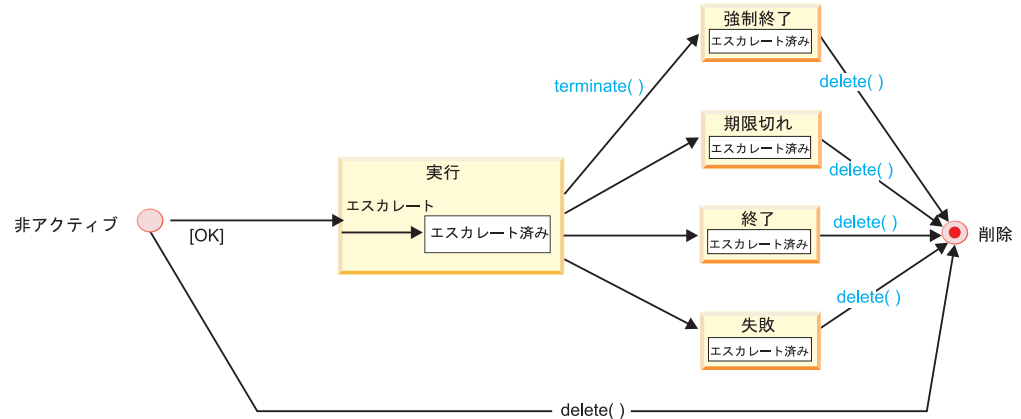 強制終了
エスカレート済み
delete( )
terminate( )
期限切れ
エスカレート済み
delete( )
実行
エスカレート
エスカレート済み
非アクティブ
[OK]
終了
エスカレート済み
delete( )
削除
delete( )
失敗
エスカレート済み
delete( )